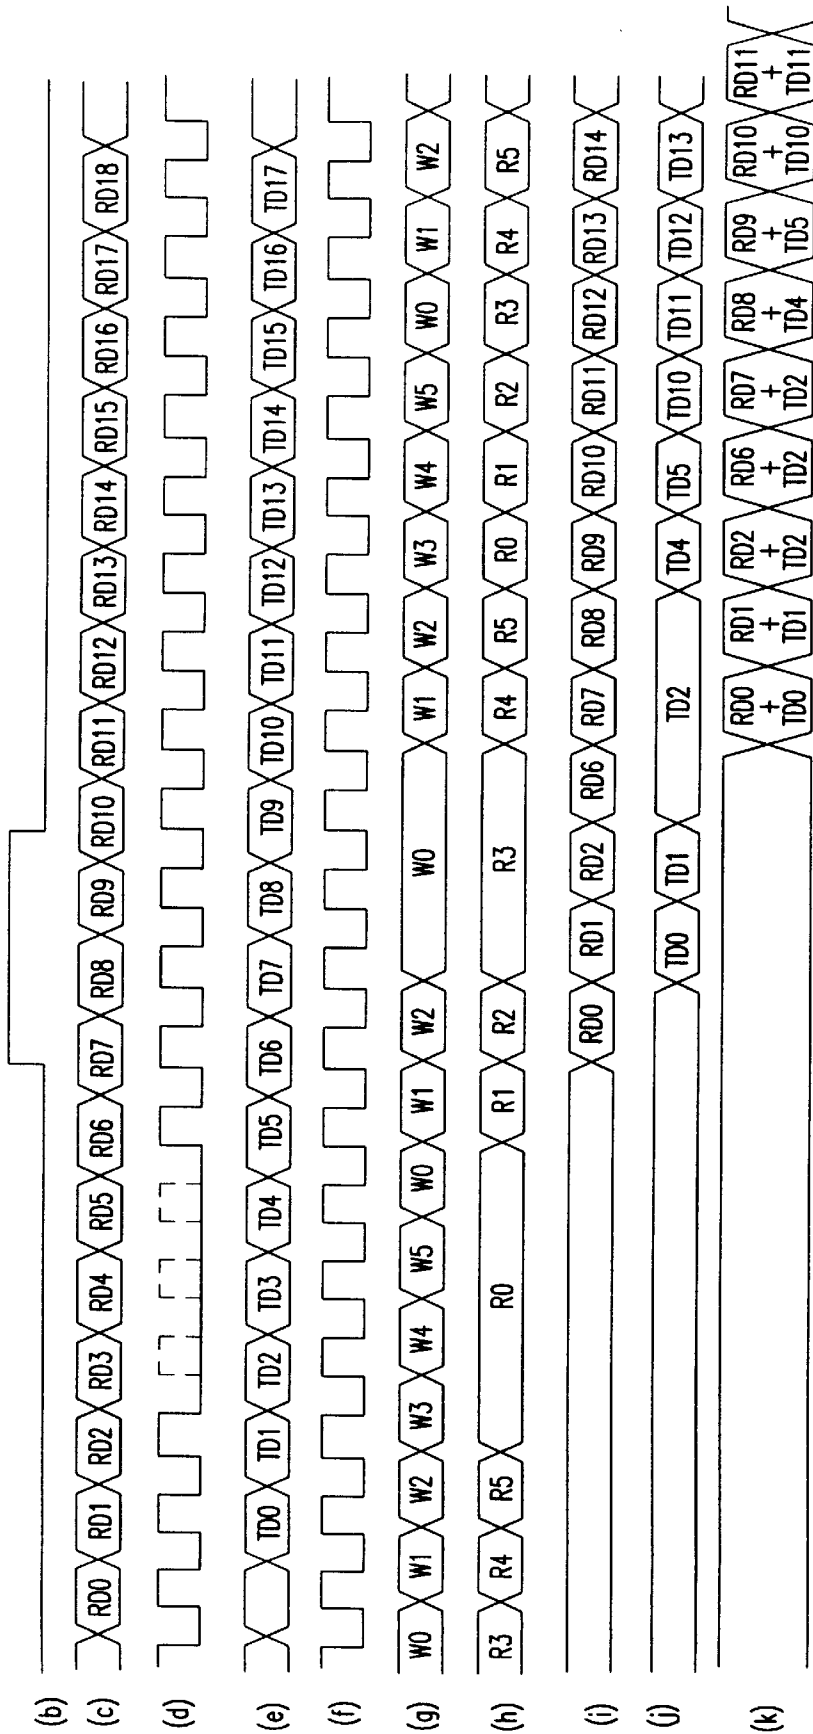 (b)
(c) RD0 RD1 RD2 RD3 RD4 RD5 RD6 RD7 RD8 RD9 RD10 RD11 RD12 RD13 RD14 RD15 RD16 RD17 RD18
(d)
(e) TD0 TD1 TD2 TD3 TD4 TD5 TD6 TD7 TD8 TD9 TD10 TD11 TD12 TD13 TD14 TD15 TD16 TD17
(f)
(g) W0 W1 W2 W3 W4 W5 W0 W1 W2 W0 W1 W2 W3 W4 W5 W0 W1 W2
(h) R3 R4 R5 R0 R1 R2 R3 R4 R5 R0 R1 R2 R3 R4 R5
(i) RD0 RD1 RD2 RD6 RD7 RD8 RD9 RD10 RD11 RD12 RD13 RD14
(j) TD0 TD1 TD2 TD4 TD5 TD10 TD11 TD12 TD13
RD0 RD1 RD2 RD6 RD7 RD8 RD9 RD10 RD11
(k) + + + + + + + + +
TD0 TD1 TD2 TD2 TD2 TD4 TD5 TD10 TD11